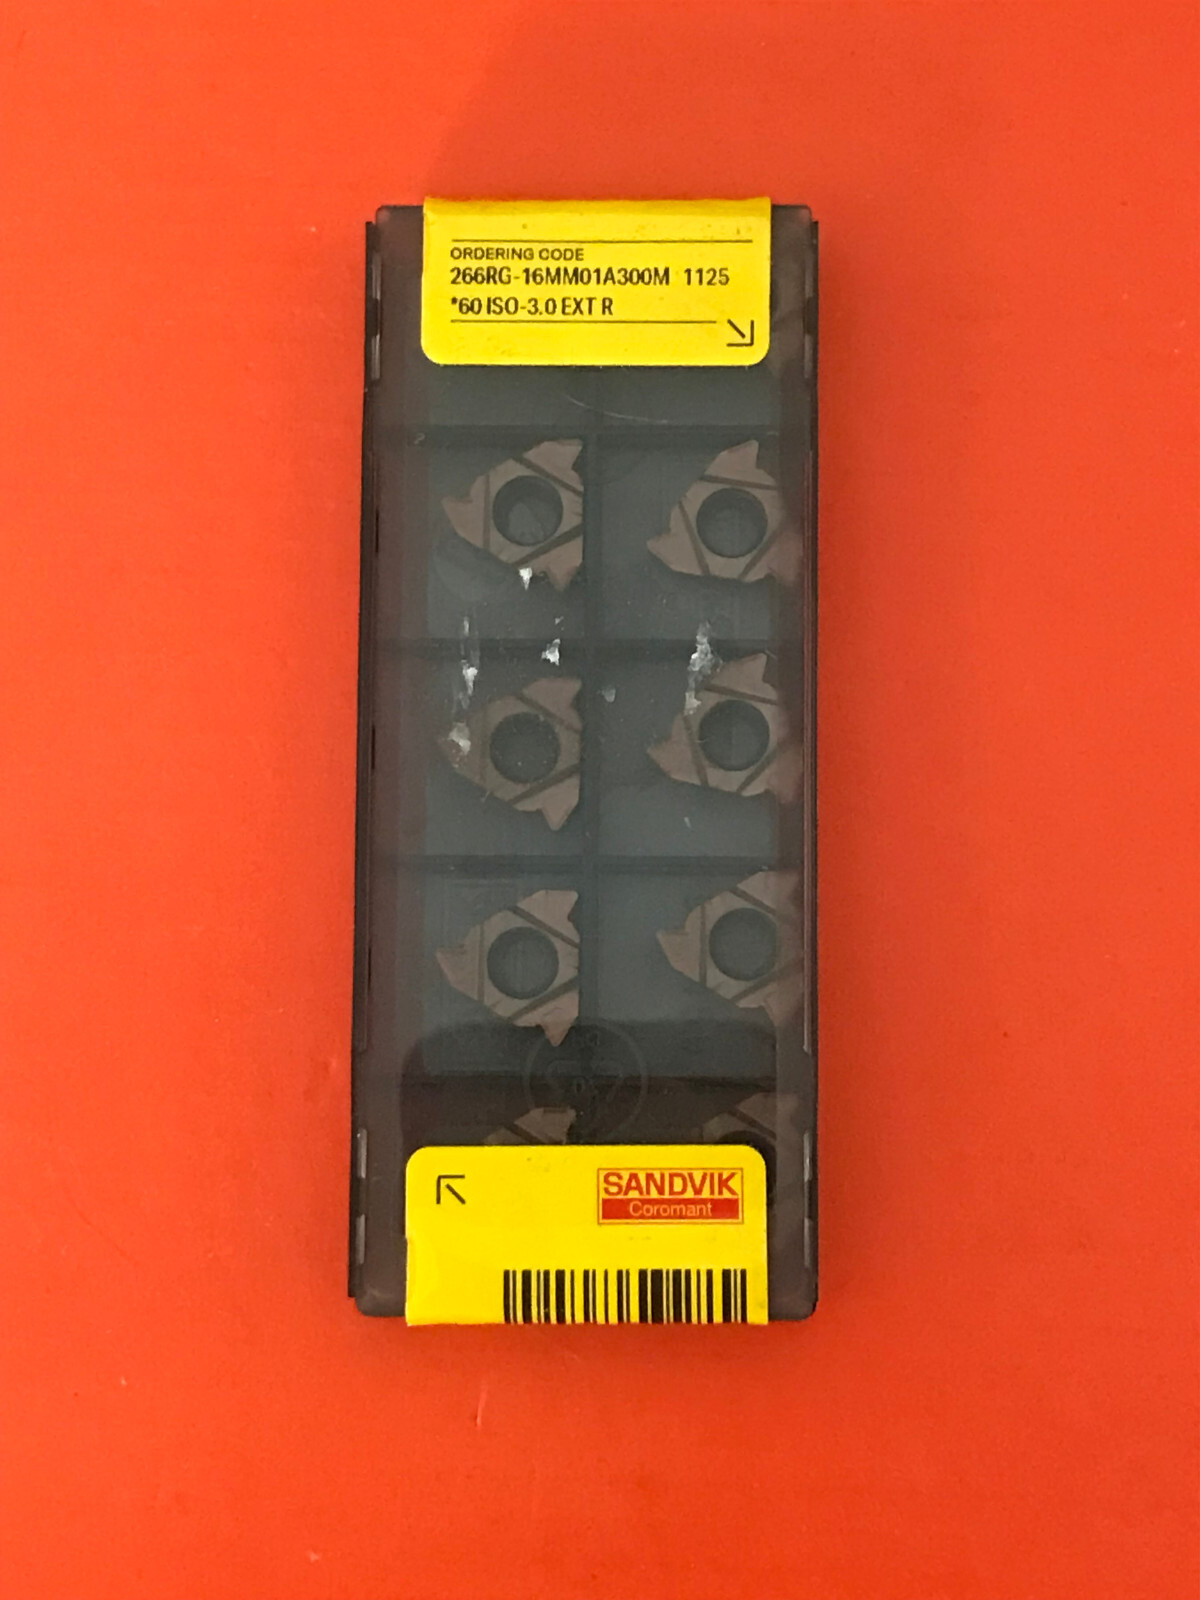 ORDERING CODE
266RG-16MM01A300M 1125
*60 ISO-3.0 EXT R
SANDVIK
Coromant